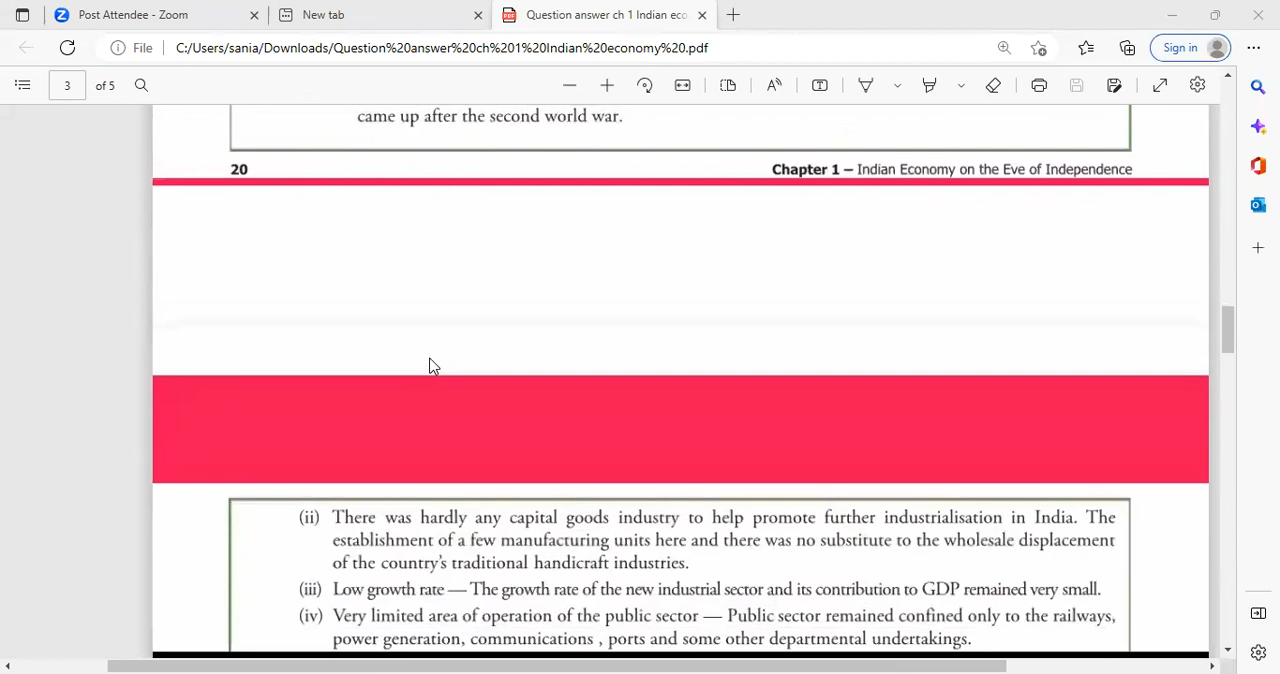 Post Attendee - Zoom
New tab
Question answer ch 1 Indian eco
File
C:/Users/sania/Downloads/Question%20answer%20ch%201%20Indian%20economy%20.pdf
Sign in
3 of 5
came up after the second world war.
20
Chapter 1 – Indian Economy on the Eve of Independence
(ii) There was hardly any capital goods industry to help promote further industrialisation in India. The
establishment of a few manufacturing units here and there was no substitute to the wholesale displacement
of the country's traditional handicraft industries.
(iii) Low growth rate — The growth rate of the new industrial sector and its contribution to GDP remained very small.
(iv) Very limited area of operation of the public sector — Public sector remained confined only to the railways,
power generation, communications , ports and some other departmental undertakings.